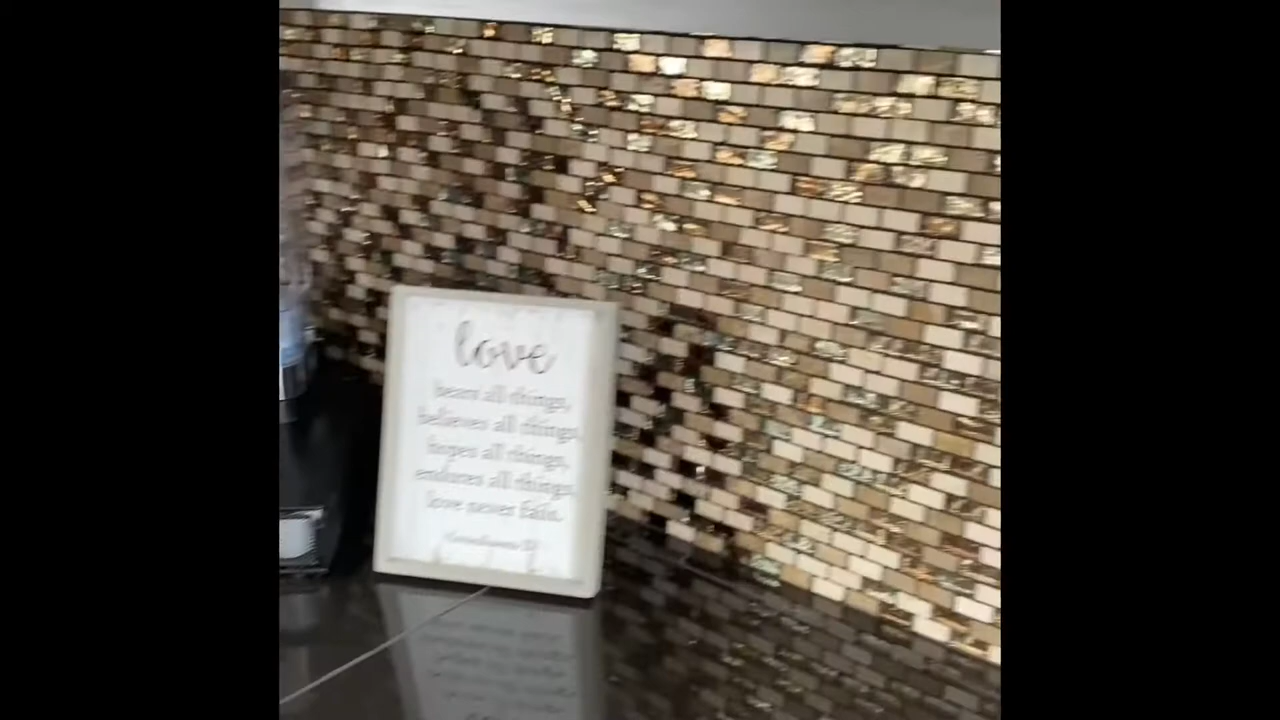 love
bears all things,
believes all things,
hopes all things,
endures all things,
love never fails.